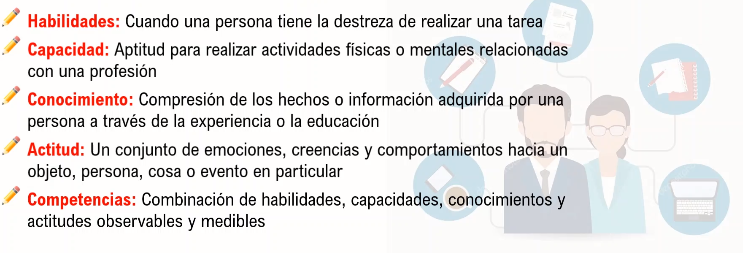 Habilidades: Cuando una persona tiene la destreza de realizar una tarea
Capacidad: Aptitud para realizar actividades físicas o mentales relacionadas
con una profesión
Conocimiento: Compresión de los hechos o información adquirida por una
persona a través de la experiencia o la educación
Actitud: Un conjunto de emociones, creencias y comportamientos hacia un
objeto, persona, cosa o evento en particular
Competencias: Combinación de habilidades, capacidades, conocimientos y
actitudes observables y medibles